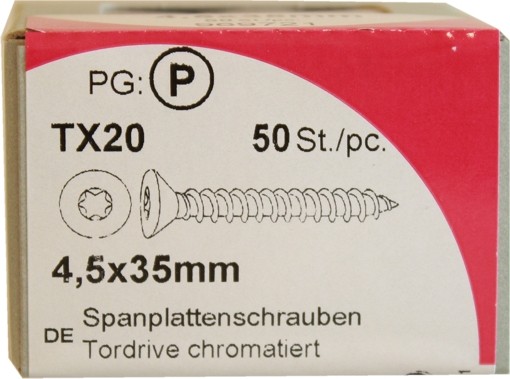 PG: P
TX20 50 St./pc.
4,5x35mm
DE Spanplattenschrauben
Tordrive chromatiert